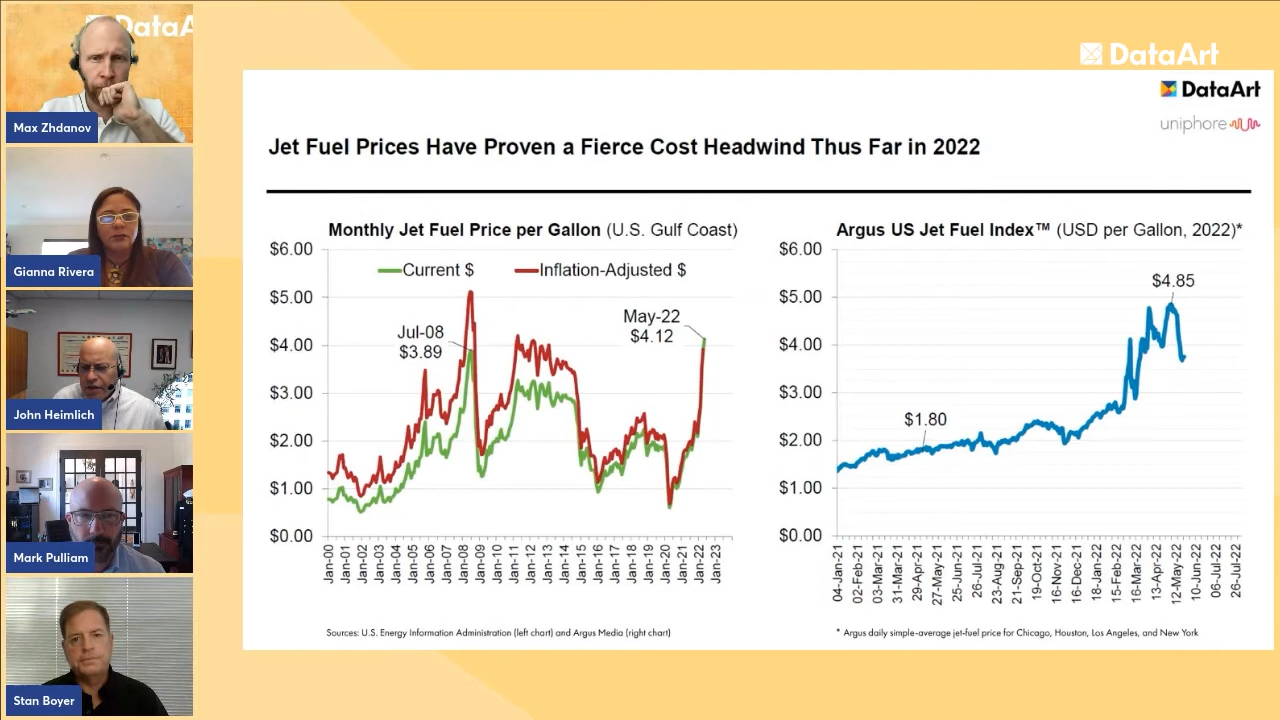 DataArt
Max Zhdanov
Gianna Rivera
John Heimlich
Mark Pulliam
Stan Boyer
DataArt
DataArt
uniphore
Jet Fuel Prices Have Proven a Fierce Cost Headwind Thus Far in 2022
Monthly Jet Fuel Price per Gallon (U.S. Gulf Coast)
$6.00
$5.00
$4.00
$3.00
$2.00
$1.00
$0.00
Current $
Inflation-Adjusted $
Jul-08
$3.89
May-22
$4.12
Jan-00
Jan-01
Jan-02
Jan-03
Jan-04
Jan-05
Jan-06
Jan-07
Jan-08
Jan-09
Jan-10
Jan-11
Jan-12
Jan-13
Jan-14
Jan-15
Jan-16
Jan-17
Jan-18
Jan-19
Jan-20
Jan-21
Jan-22
Jan-23
Sources: U.S. Energy Information Administration (left chart) and Argus Media (right chart)
Argus US Jet Fuel Index™ (USD per Gallon, 2022)*
$6.00
$5.00
$4.00
$3.00
$2.00
$1.00
$0.00
$1.80
$4.85
04-Jan-21
02-Feb-21
03-Mar-21
31-Mar-21
29-Apr-21
27-May-21
25-Jun-21
26-Jul-21
23-Aug-21
21-Sep-21
19-Oct-21
16-Nov-21
16-Dec-21
18-Jan-22
15-Feb-22
16-Mar-22
13-Apr-22
12-May-22
10-Jun-22
06-Jul-22
26-Jul-22
* Argus daily simple-average jet-fuel price for Chicago, Houston, Los Angeles, and New York